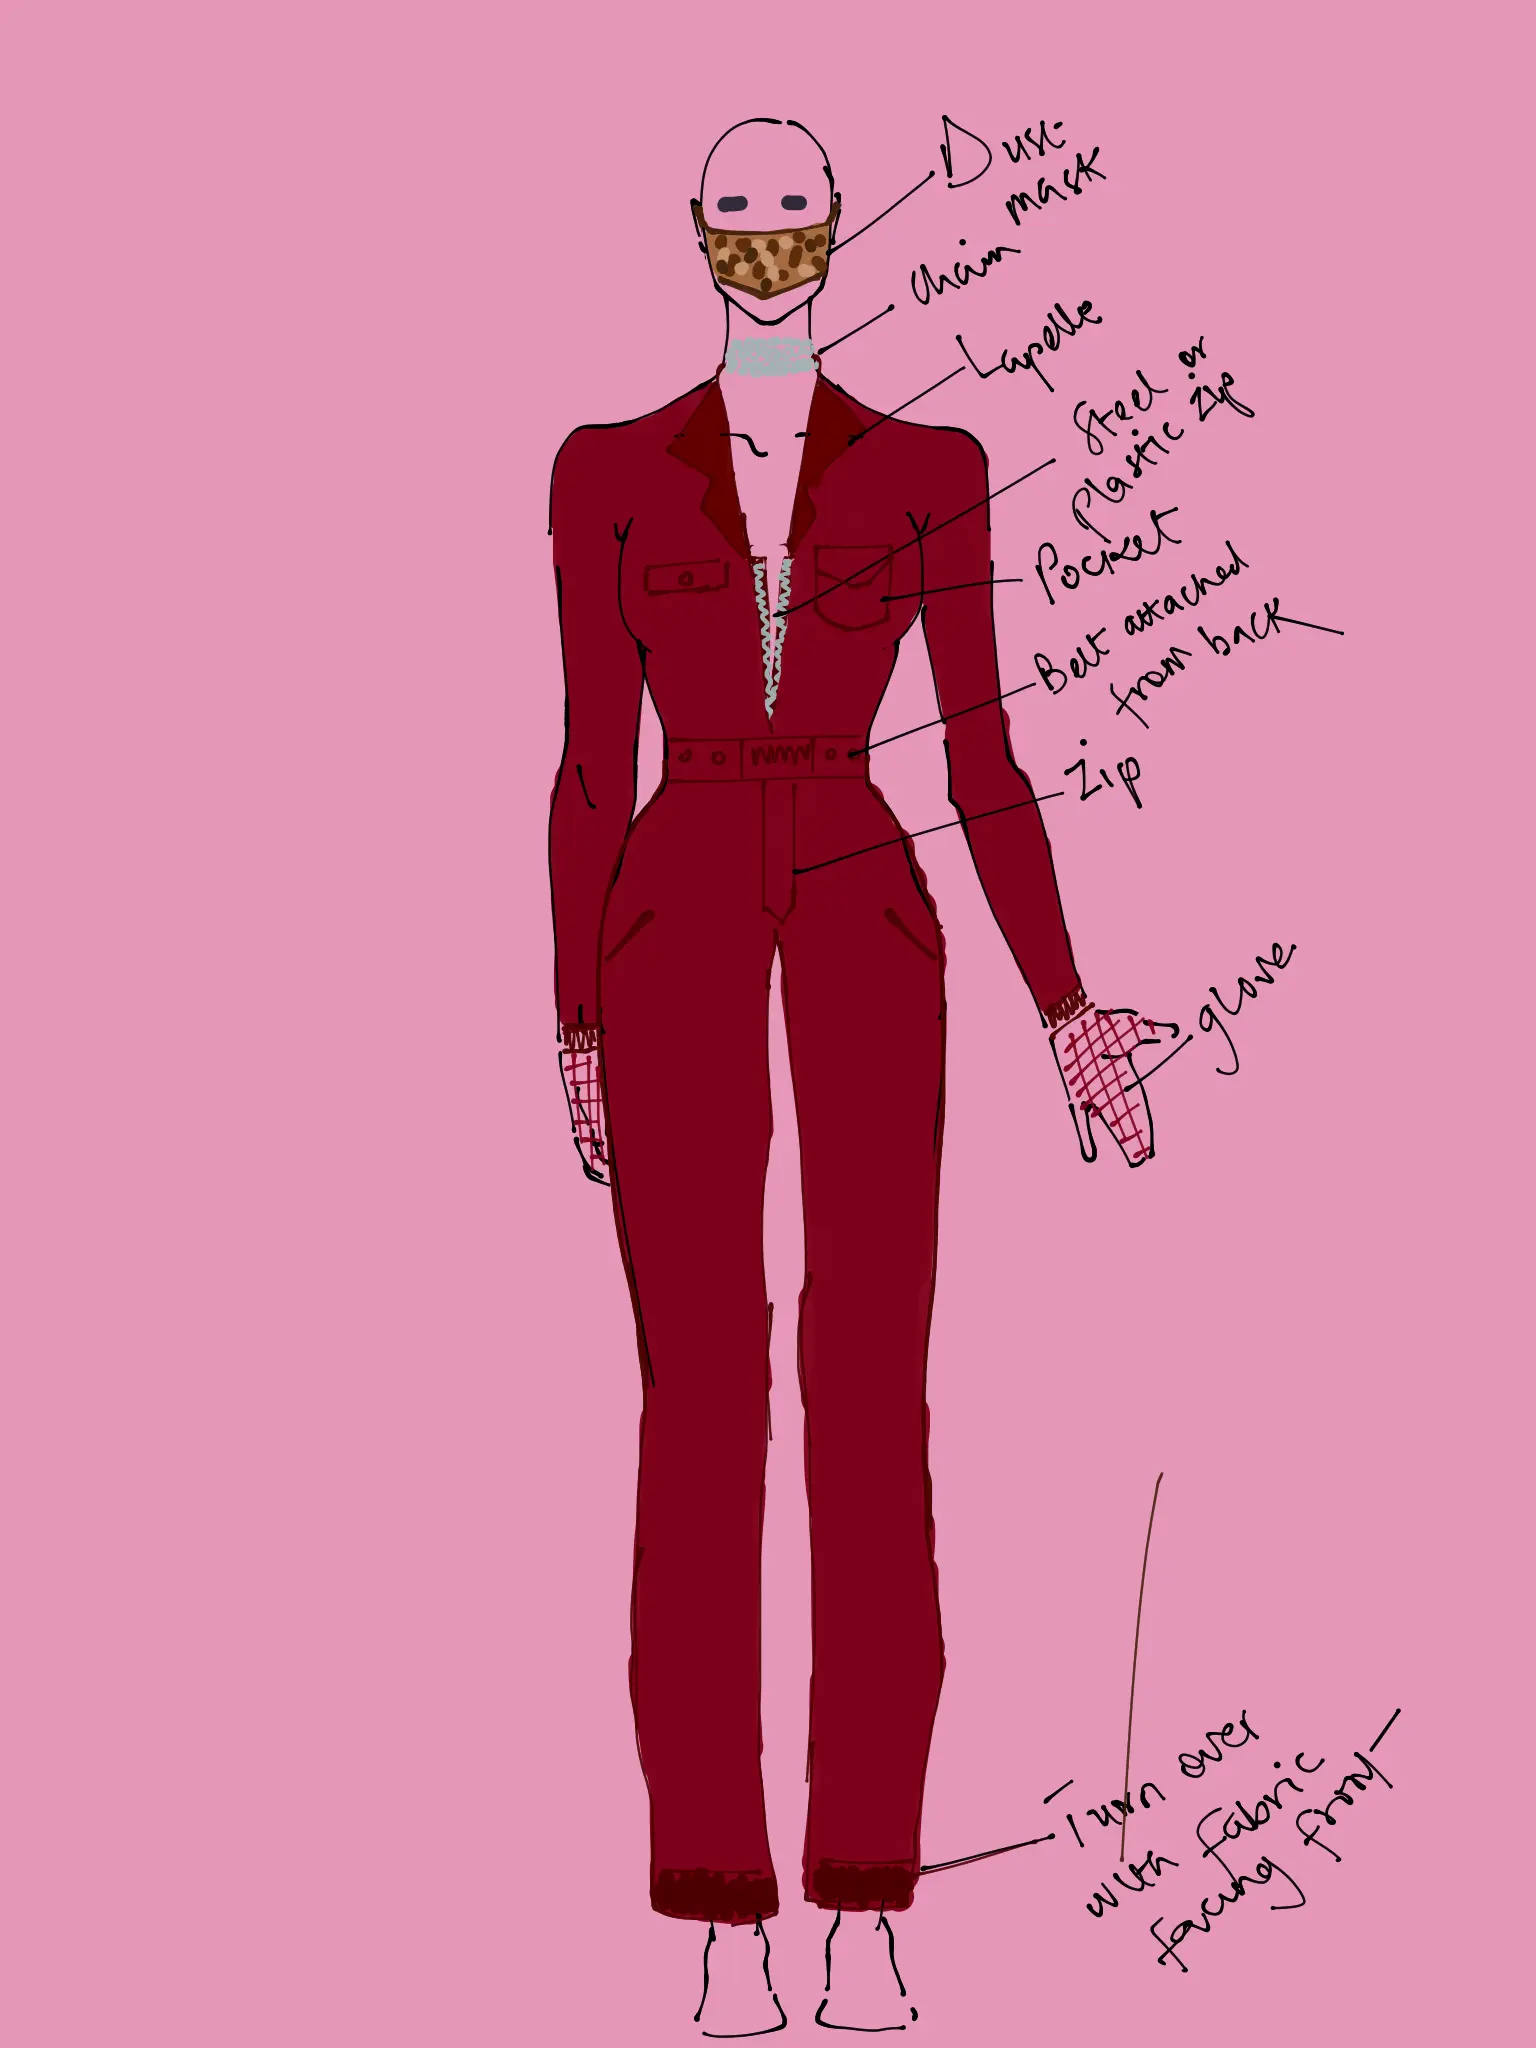 Dust
mask
chain
Lapelle
Steel or
Plastic zip
Pocket
Belt attached
from back
Zip
glove
Turn over
with fabric
facing front